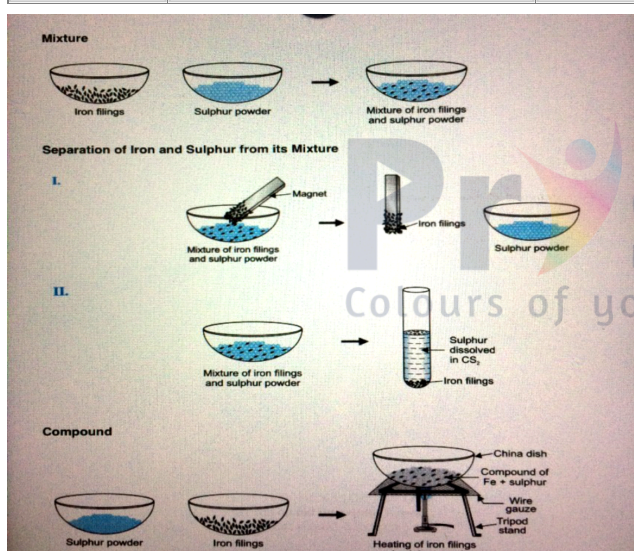 Mixture
Iron filings
Sulphur powder
Mixture of iron filings
and sulphur powder
Separation of Iron and Sulphur from its Mixture
I.
Magnet
Mixture of iron filings
and sulphur powder
Iron filings
Sulphur powder
II.
Mixture of iron filings
and sulphur powder
Sulphur
dissolved
in CS₂
Iron filings
Compound
Sulphur powder
Iron filings
China dish
Compound of
Fe + sulphur
Wire
gauze
Tripod
stand
Heating of iron filings
Pr
Colours of yo